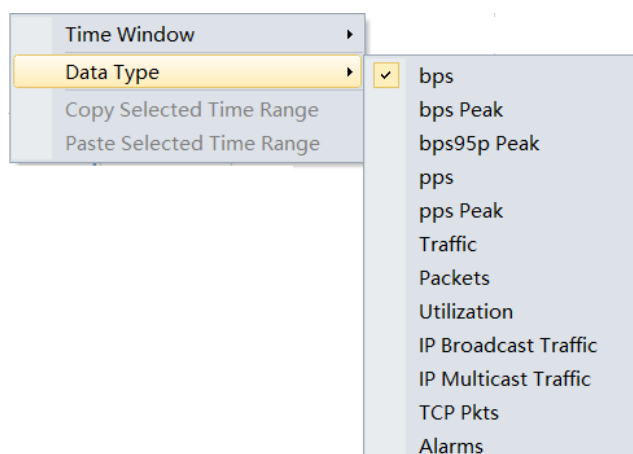 Time Window
Data Type
Copy Selected Time Range
Paste Selected Time Range
bps
bps Peak
bps95p Peak
pps
pps Peak
Traffic
Packets
Utilization
IP Broadcast Traffic
IP Multicast Traffic
TCP Pkts
Alarms